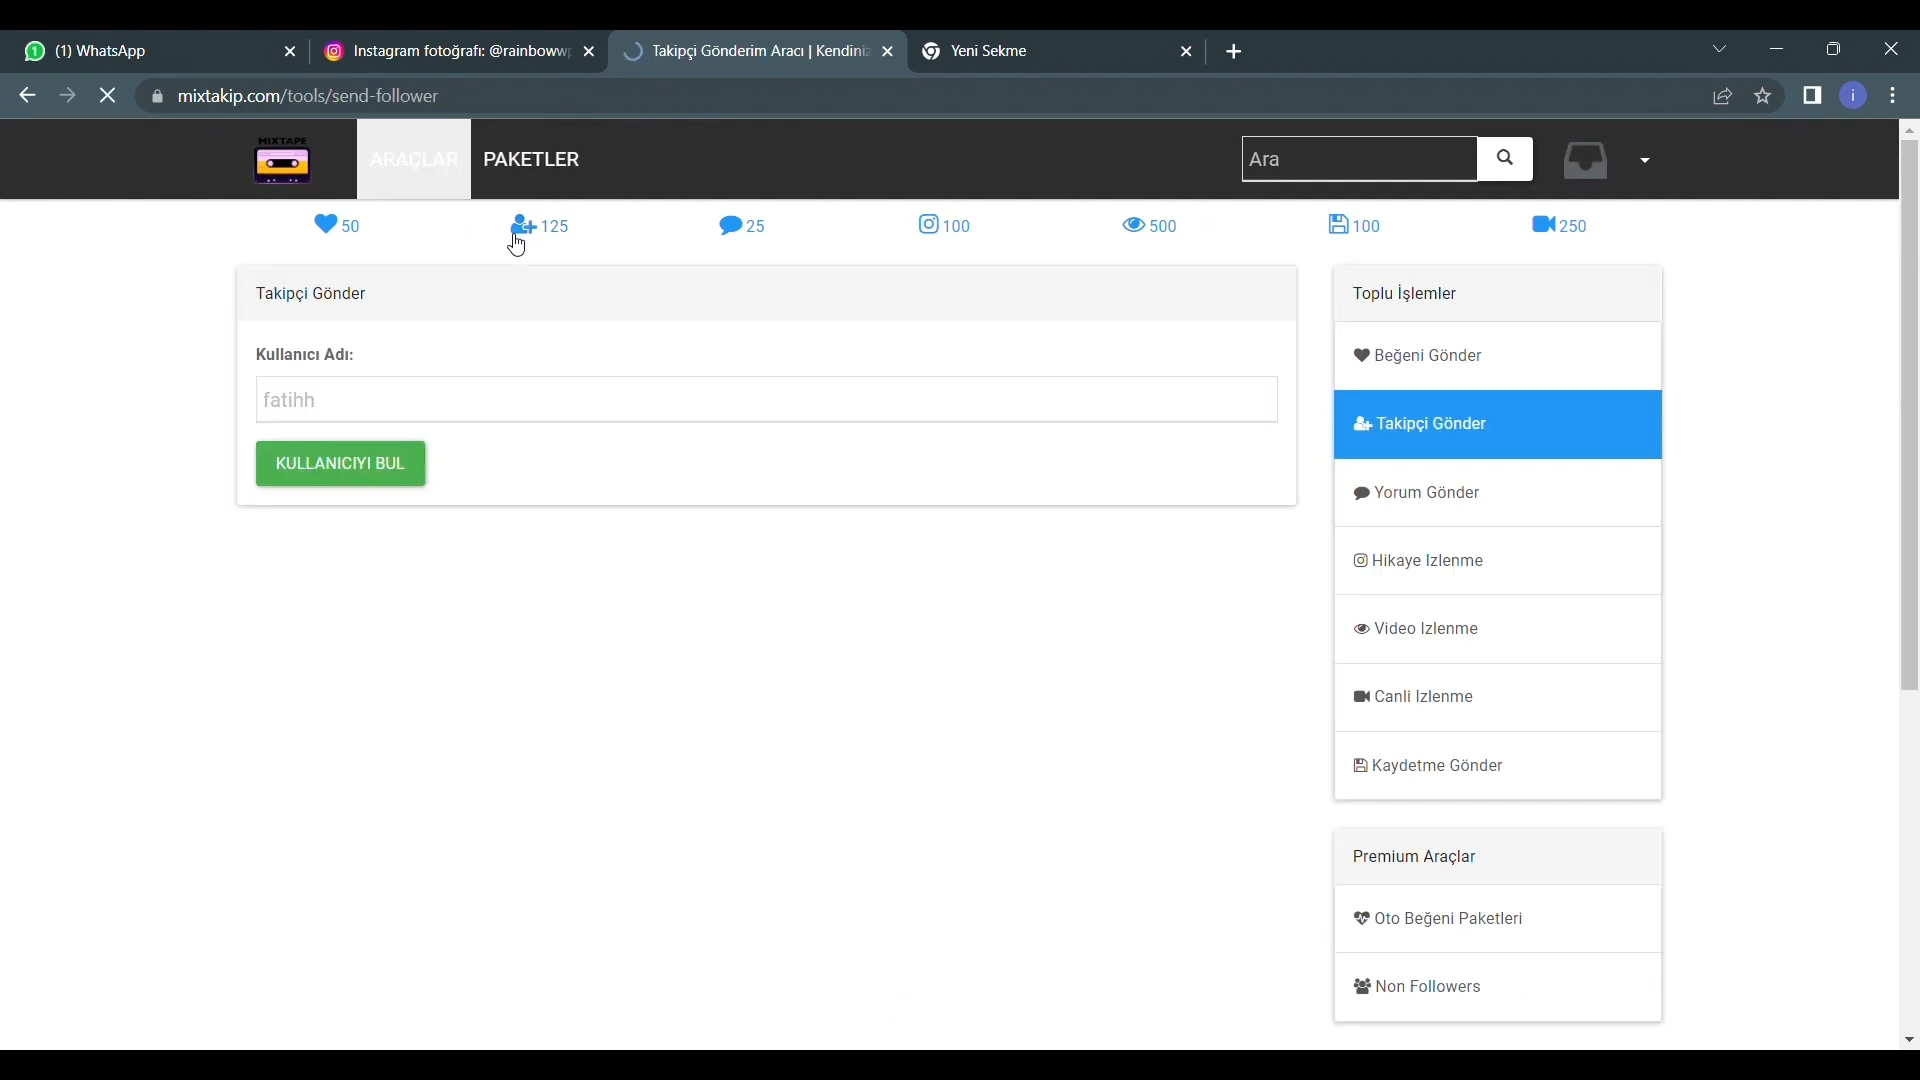 (1) WhatsApp
Instagram fotoğrafı: @rainboww
Takipçi Gönderim Aracı | Kendiniz
Yeni Sekme
mixtakip.com/tools/send-follower
i
MIXTAPE
ARAÇLAR
PAKETLER
Ara
50
125
25
100
500
100
250
Takipçi Gönder
Kullanıcı Adı:
fatihh
KULLANICIYI BUL
Toplu İşlemler
Beğeni Gönder
Takipçi Gönder
Yorum Gönder
Hikaye Izlenme
Video Izlenme
Canli Izlenme
Kaydetme Gönder
Premium Araçlar
Oto Beğeni Paketleri
Non Followers